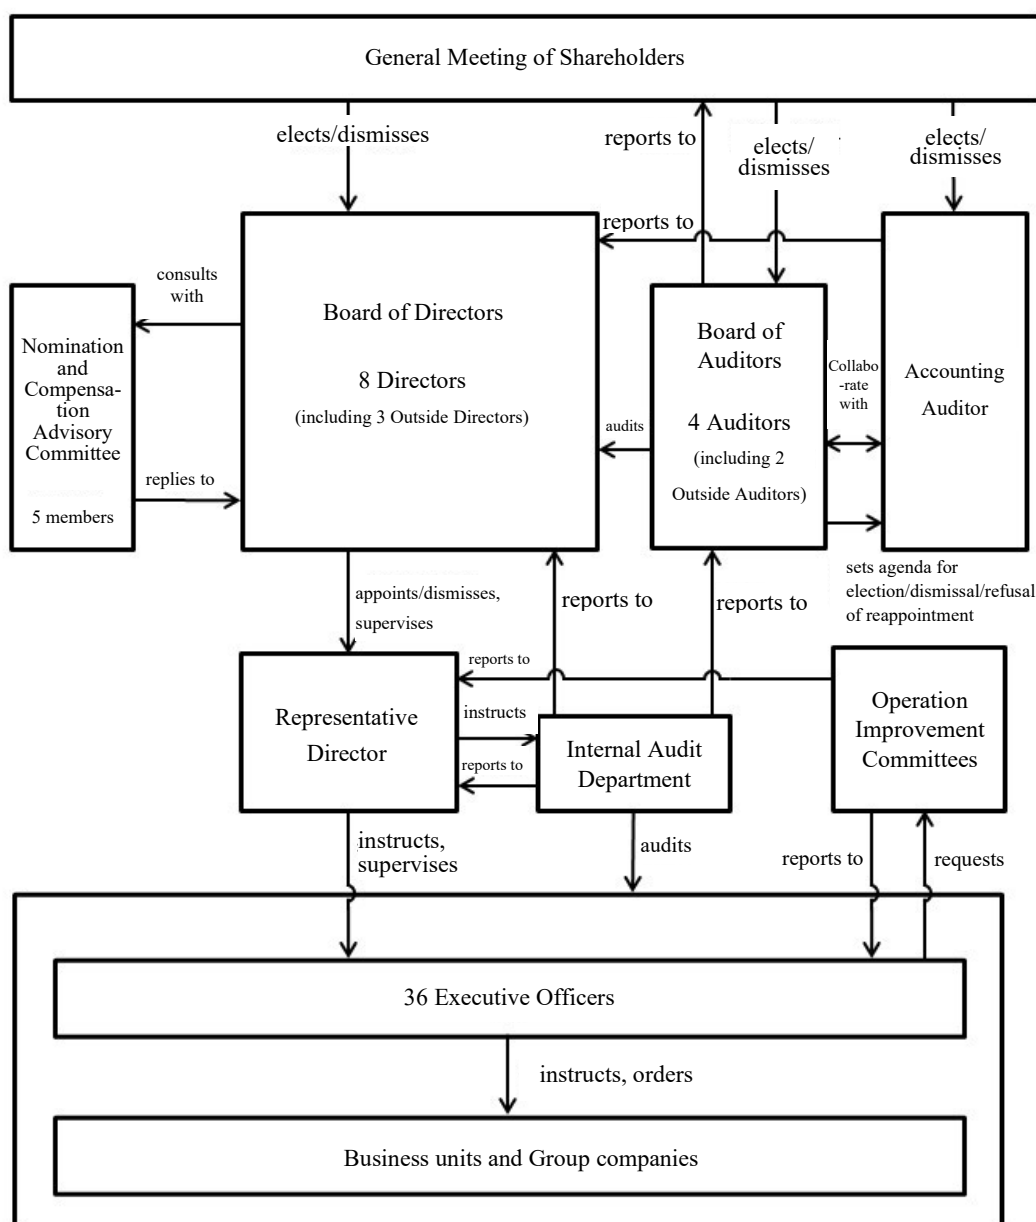 General Meeting of Shareholders
elects/dismisses
reports to
elects/
dismisses
elects/
dismisses
reports to
consults
with
Board of Directors
8 Directors
(including 3 Outside Directors)
Nomination
and
Compensa-
tion
Advisory
Committee
5 members
replies to
audits
Board of
Auditors
4 Auditors
(including 2
Outside Auditors)
Collabo
-rate
with
Accounting
Auditor
sets agenda for
election/dismissal/refusal
of reappointment
appoints/dismisses,
supervises
reports to
reports to
Representative
Director
reports to
instructs
reports to
Internal Audit
Department
Operation
Improvement
Committees
instructs,
supervises
audits
reports to
requests
36 Executive Officers
instructs, orders
Business units and Group companies